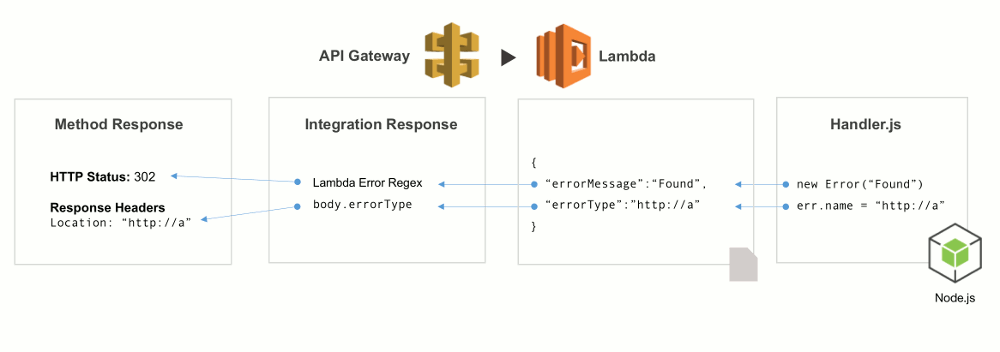 API Gateway
Lambda
Method Response
HTTP Status: 302
Response Headers
Location: “http://a”
Integration Response
Lambda Error Regex
body.errorType
{
“errorMessage”:“Found”,
“errorType”:”http://a”
}
Handler.js
new Error(“Found”)
err.name = “http://a”
Node.js